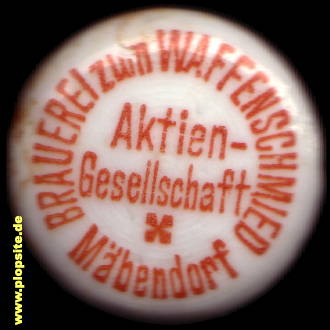 BRAUEREI zum WAFFENSCHMIED
Aktien-
Gesellschaft
Mäbendorf
www.plopsite.de